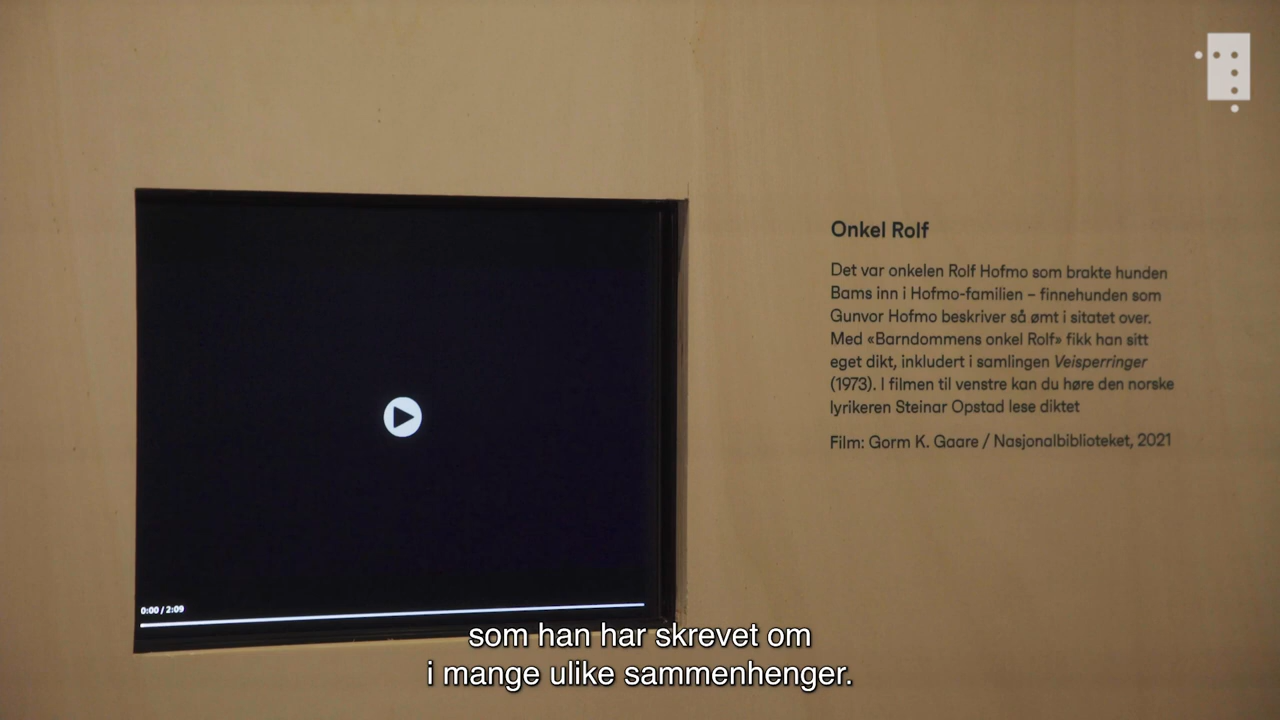 Onkel Rolf
Det var onkelen Rolf Hofmo som brakte hunden
Bams inn i Hofmo-familien – finnehunden som
Gunvor Hofmo beskriver så ømt i sitatet over.
Med «Barndommens onkel Rolf» fikk han sitt
eget dikt, inkludert i samlingen Veisperringer
(1973). I filmen til venstre kan du høre den norske
lyrikeren Steinar Opstad lese diktet
Film: Gorm K. Gaare / Nasjonalbiblioteket, 2021
0:00 / 2:09
som han har skrevet om
i mange ulike sammenhenger.